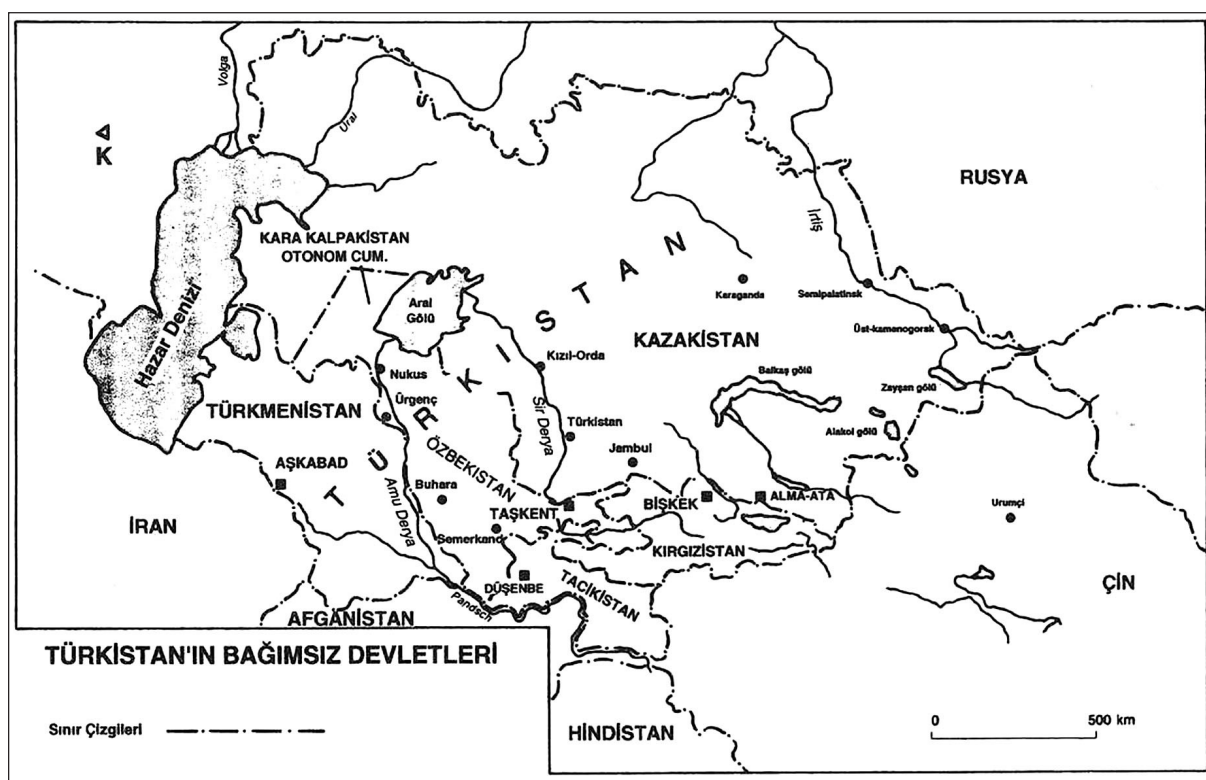 Volga
Ural
K
RUSYA
İrtiş
KARA KALPAKİSTAN
OTONOM CUM.
Hazar Denizi
Aral
Gölü
Karaganda
Semipalatinsk
Üst-kamenogorsk
KAZAKİSTAN
Kızıl-Orda
Balkaş gölü
Zayşan gölü
Nukus
TÜRKMENİSTAN
Ürgenç
Sir Derya
Türkistan
Alakol gölü
TÜRKISTAN
ÖZBEKISTAN
Jambul
AŞKABAD
Buhara
Amu Derya
TAŞKENT
BİŞKEK
ALMA-ATA
Urumçi
İRAN
Semerkand
KIRGIZİSTAN
DÜŞENBE
TACİKİSTAN
ÇİN
Pandsch
AFGANİSTAN
TÜRKİSTAN'IN BAĞIMSIZ DEVLETLERİ
Sınır Çizgileri
HİNDİSTAN
0 500 km